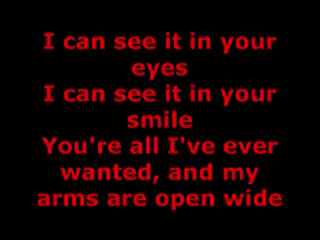 I can see it in your
eyes
I can see it in your
smile
You're all I've ever
wanted, and my
arms are open wide